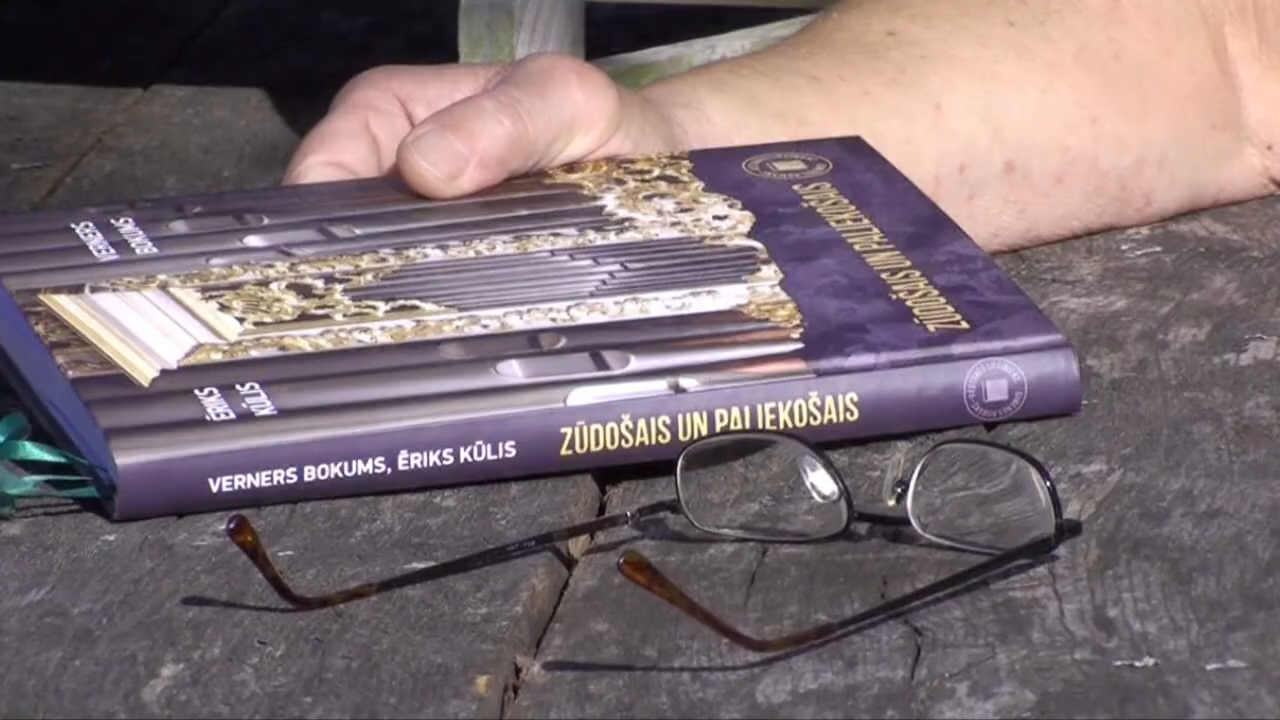 ZŪDOŠAIS UN PALIEKOŠAIS
VERNERS
BOKUMS
ĒRIKS
KŪLIS
VERNERS BOKUMS, ĒRIKS KŪLIS
ZŪDOŠAIS UN PALIEKOŠAIS